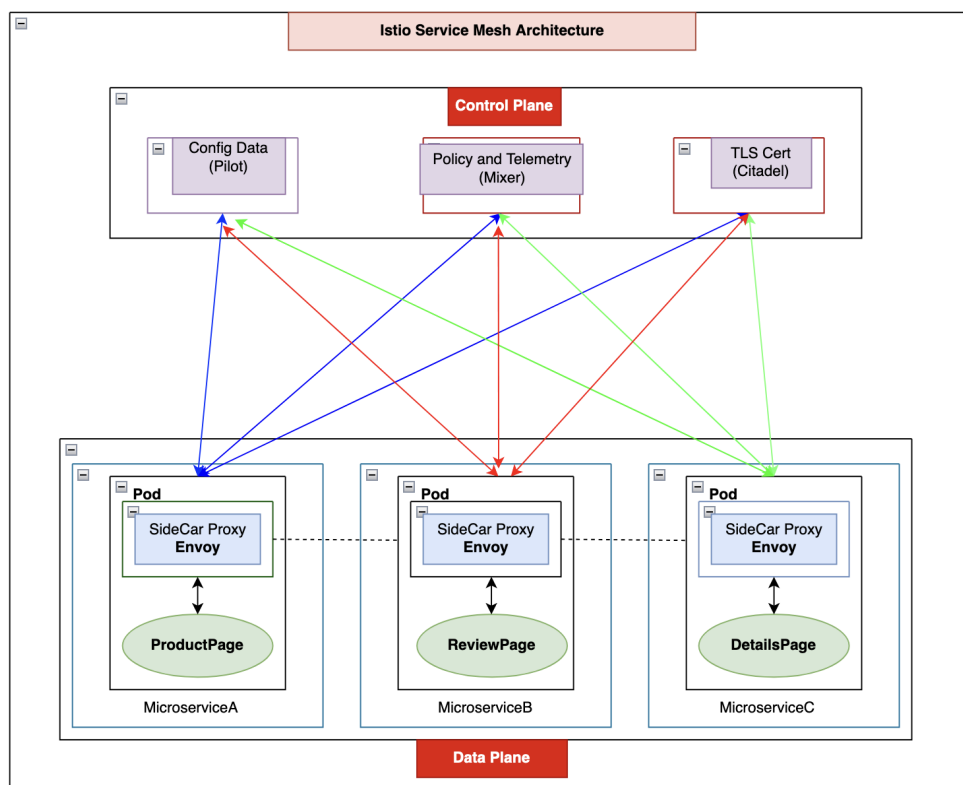 Istio Service Mesh Architecture
Control Plane
Config Data
(Pilot)
Policy and Telemetry
(Mixer)
TLS Cert
(Citadel)
Pod
SideCar Proxy
Envoy
ProductPage
MicroserviceA
Pod
SideCar Proxy
Envoy
ReviewPage
MicroserviceB
Pod
SideCar Proxy
Envoy
DetailsPage
MicroserviceC
Data Plane